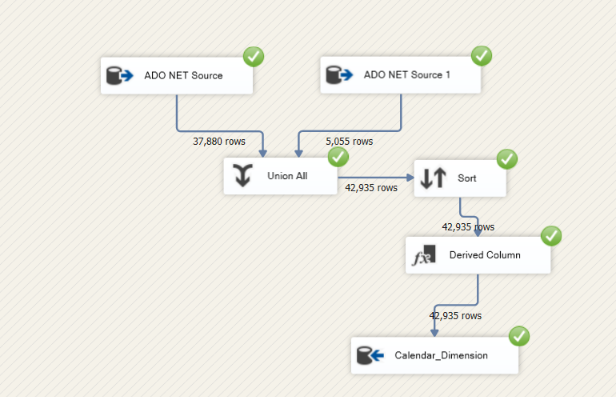 ADO NET Source
ADO NET Source 1
37,880 rows
5,055 rows
Union All
42,935 rows
Sort
42,935 rows
Derived Column
42,935 rows
Calendar_Dimension